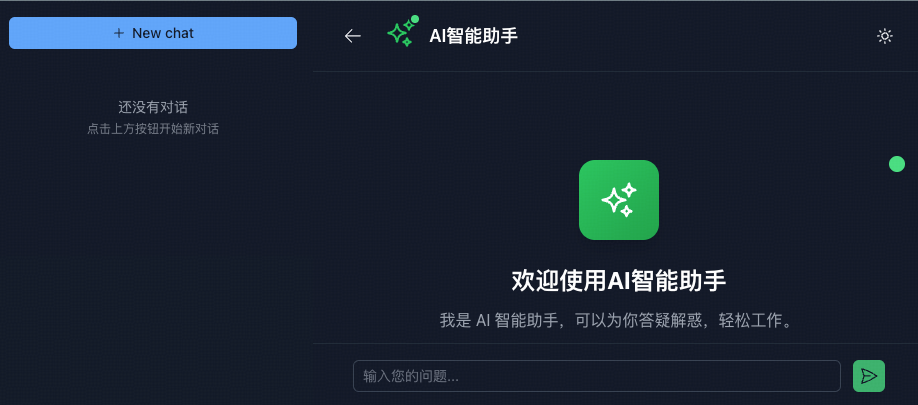 New chat
还没有对话
点击上方按钮开始新对话
AI智能助手
欢迎使用AI智能助手
我是 AI 智能助手，可以为你答疑解惑，轻松工作。
输入您的问题...